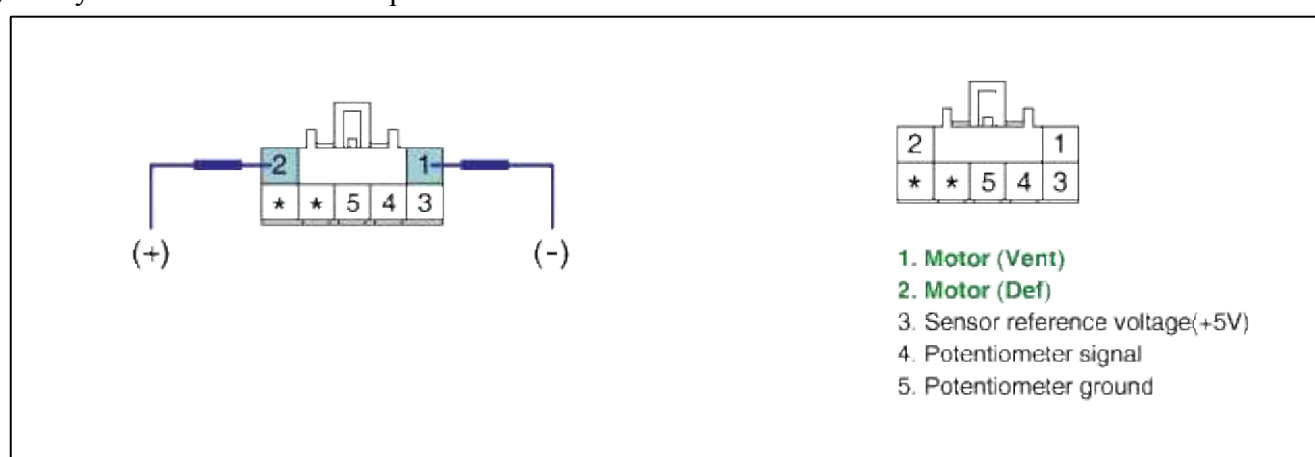 2 1
* * 5 4 3
(+) (-)
2 1
* * 5 4 3
1. Motor (Vent)
2. Motor (Def)
3. Sensor reference voltage(+5V)
4. Potentiometer signal
5. Potentiometer ground